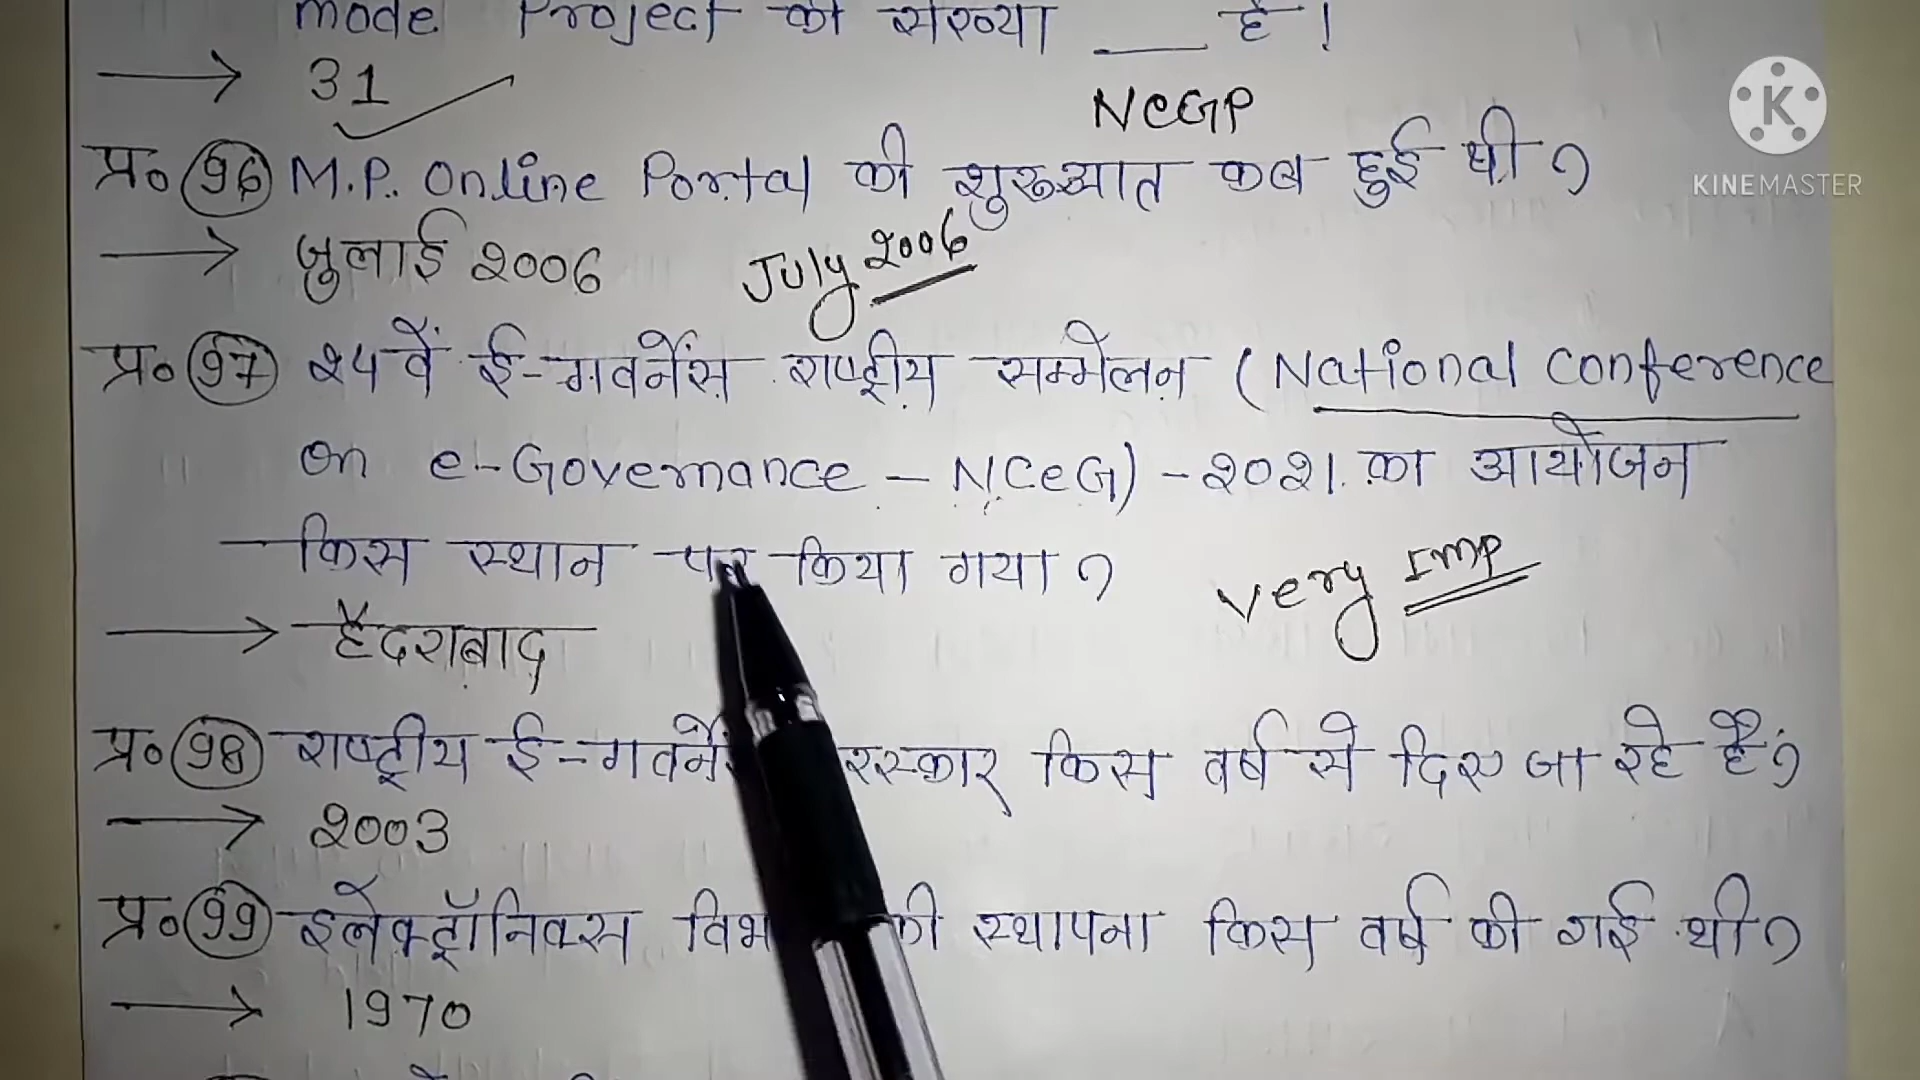 mode Project की संख्या ___ है।
→ 31
NeGP
KINEMASTER
प्र० 96 M.P. Online Portal की शुरुआत कब हुई थी?
→ जुलाई 2006 July 2006
प्र० 97 24वें ई-गवर्नेंस राष्ट्रीय सम्मेलन (National Conference
on e-Governance - NCeG) - 2021 का आयोजन
किस स्थान पर किया गया?
Very IMP
→ हैदराबाद
प्र० 98 राष्ट्रीय ई-गवर्ने रस्कार किस वर्ष से दिए जा रहे हैं?
→ 2003
प्र० 99 इलेक्ट्रॉनिक्स विभ की स्थापना किस वर्ष की गई थी?
→ 1970